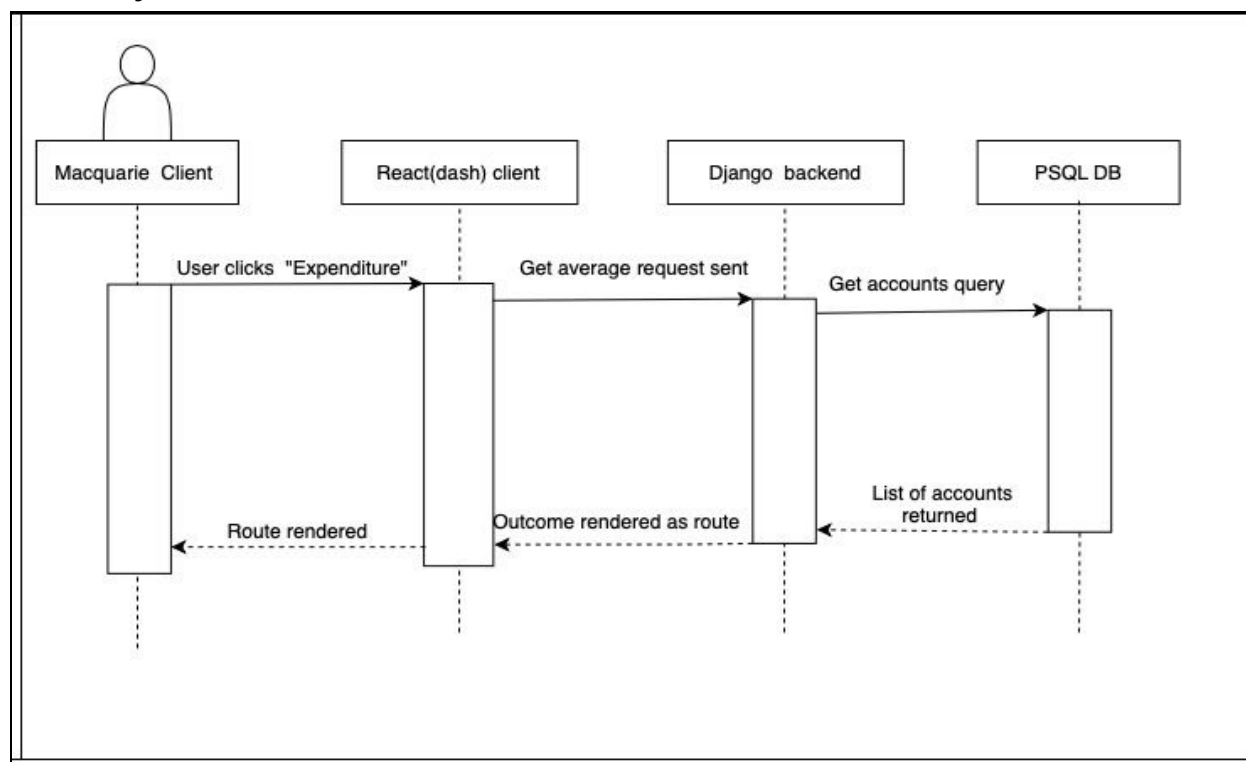 Macquarie Client
React(dash) client
Django backend
PSQL DB
User clicks "Expenditure"
Get average request sent
Get accounts query
List of accounts
returned
Outcome rendered as route
Route rendered